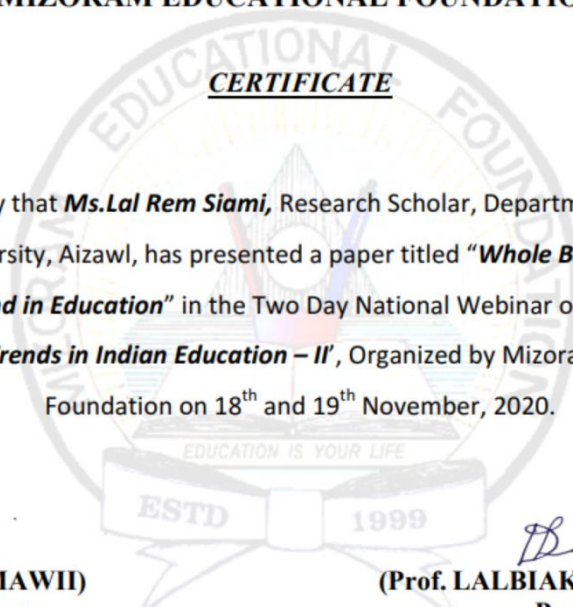 MIZORAM EDUCATIONAL FOUNDATIO
CERTIFICATE
y that Ms.Lal Rem Siami, Research Scholar, Departm
rsity, Aizawl, has presented a paper titled “Whole B
d in Education” in the Two Day National Webinar o
Trends in Indian Education – II’, Organized by Mizora
Foundation on 18th and 19th November, 2020.
MIZORAM EDUCATIONAL FOUNDATION
EDUCATION IS YOUR LIFE
ESTD 1999
MAWII) (Prof. LALBIAK